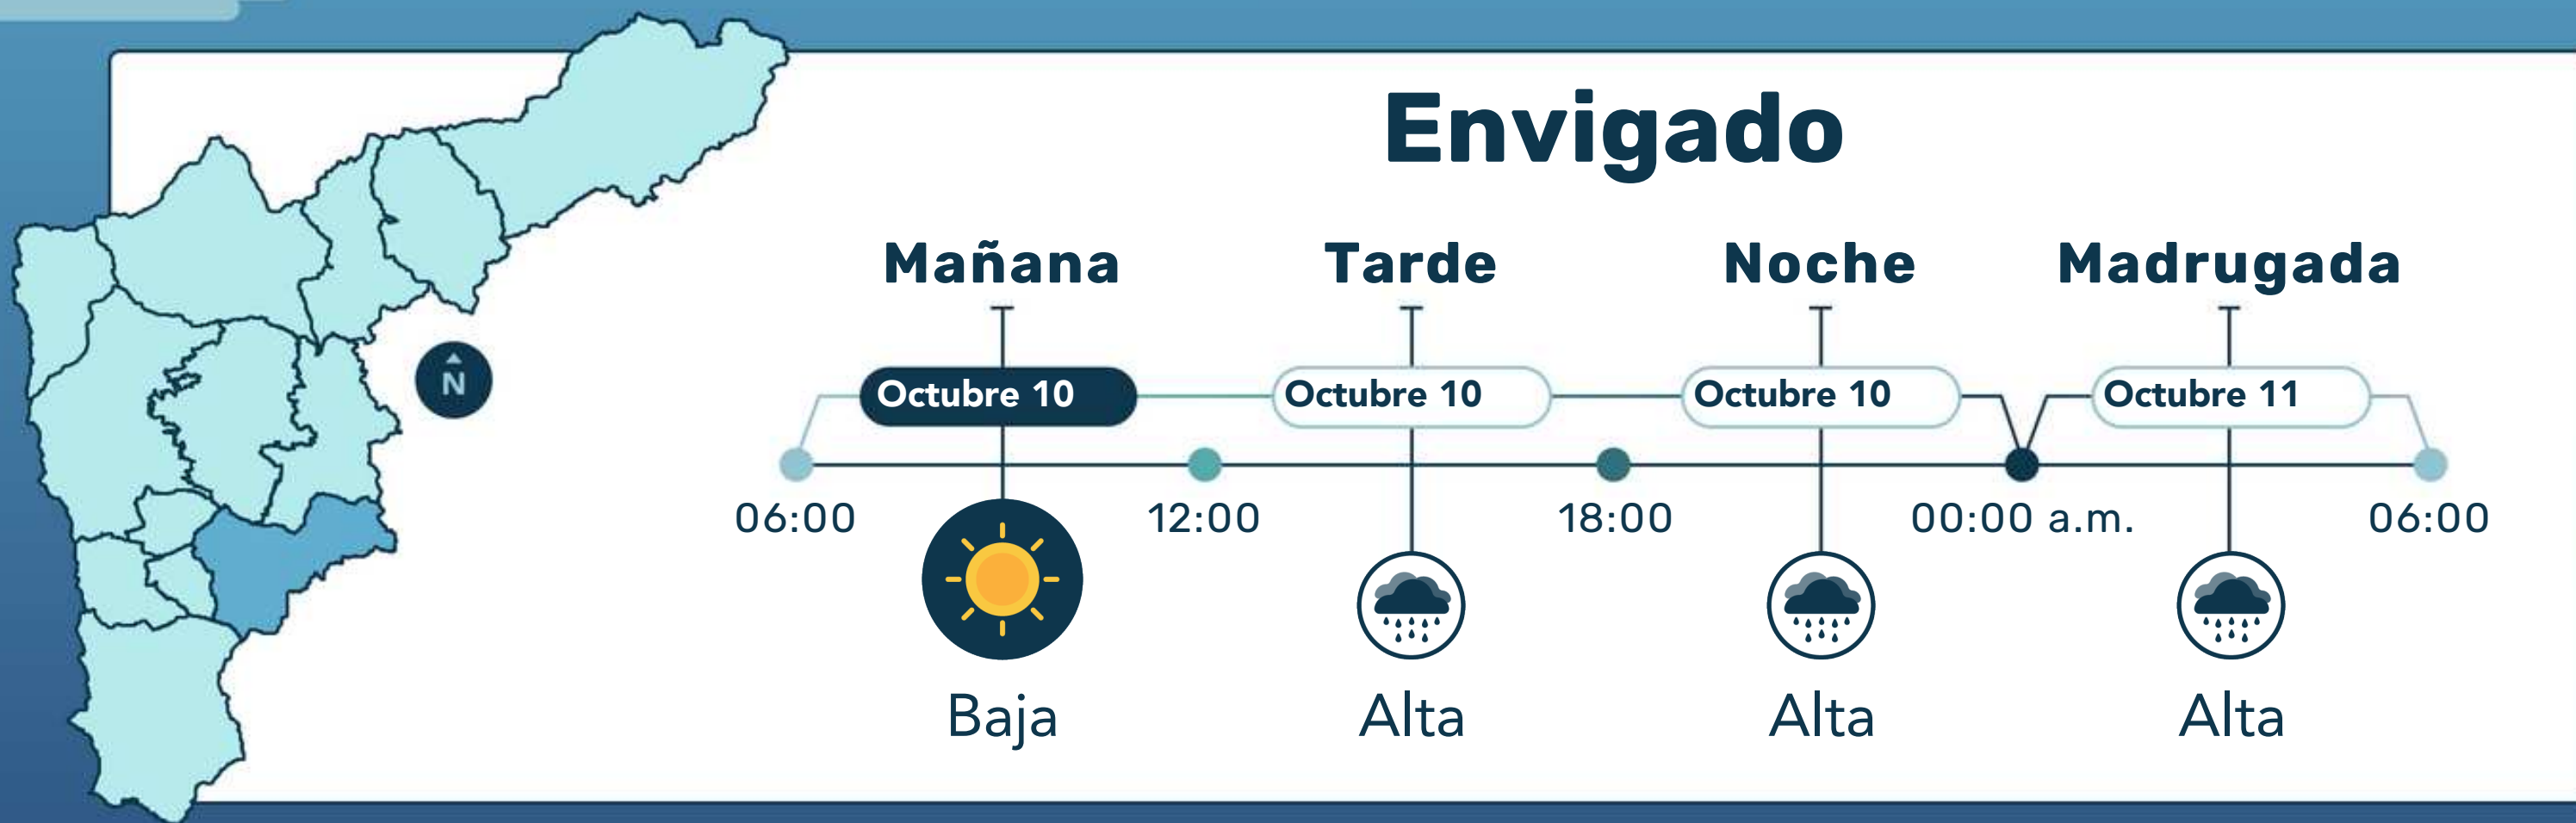 Envigado
Mañana Tarde Noche Madrugada
N
Octubre 10 Octubre 10 Octubre 10 Octubre 11
06:00 12:00 18:00 00:00 a.m. 06:00
Baja Alta Alta Alta